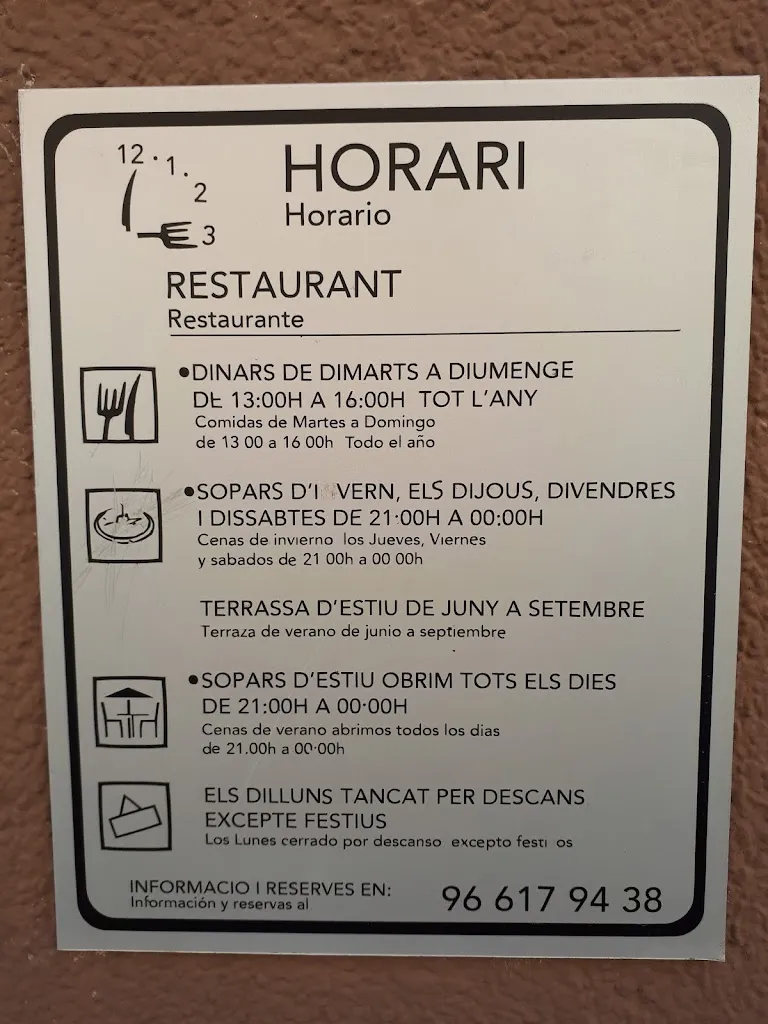 12 · 1 .
2
3
HORARI
Horario
RESTAURANT
Restaurante
•DINARS DE DIMARTS A DIUMENGE
DE 13:00H A 16:00H TOT L'ANY
Comidas de Martes a Domingo
de 13 00 a 16 00h Todo el año
•SOPARS D'I VERN, ELS DIJOUS, DIVENDRES
I DISSABTES DE 21·00H A 00:00H
Cenas de invierno los Jueves, Viernes
y sabados de 21 00h a 00 00h
TERRASSA D'ESTIU DE JUNY A SETEMBRE
Terraza de verano de junio a septiembre
•SOPARS D'ESTIU OBRIM TOTS ELS DIES
DE 21:00H A 00·00H
Cenas de verano abrimos todos los dias
de 21.00h a 00·00h
ELS DILLUNS TANCAT PER DESCANS
EXCEPTE FESTIUS
Los Lunes cerrado por descanso excepto festi os
INFORMACIO I RESERVES EN:
Información y reservas al
96 617 94 38